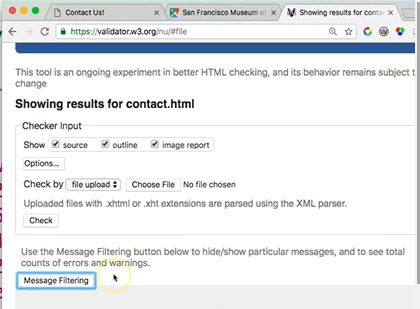 Contact Us!
San Francisco Museum of
Showing results for cont
https://validator.w3.org/nu/#file
This tool is an ongoing experiment in better HTML checking, and its behavior remains subject t
change
Showing results for contact.html
Checker Input
Show source outline image report
Options...
Check by file upload Choose File No file chosen
Uploaded files with .xhtml or .xht extensions are parsed using the XML parser.
Check
Use the Message Filtering button below to hide/show particular messages, and to see total
counts of errors and warnings.
Message Filtering